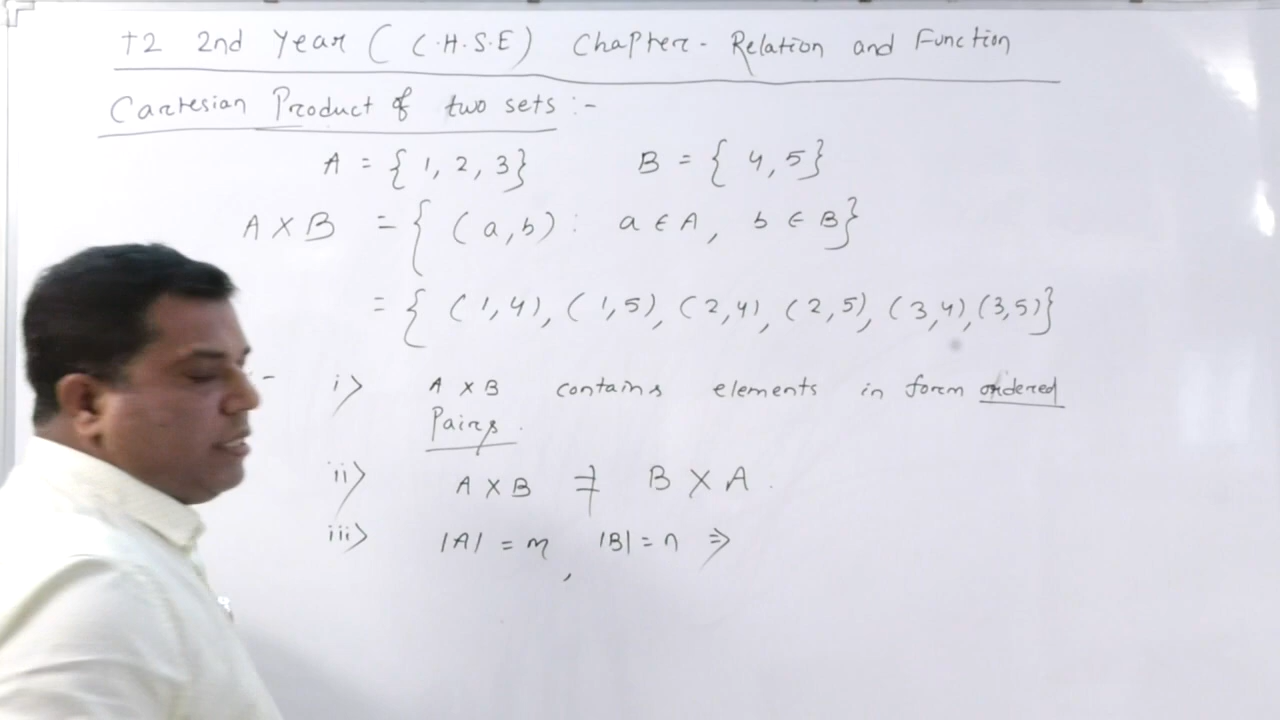 +2 2nd Year ( C.H.S.E) Chapter - Relation and Function
Cartesian Product of two sets :-
A = { 1, 2, 3} B = { 4, 5}
A X B = { (a,b) : a ∈ A, b ∈ B}
= { (1,4), (1,5), (2,4), (2,5), (3,4), (3,5)}
i> A X B contains elements in form ordered
Pairs.
ii> A X B ≠ B X A .
iii> |A| = m, |B| = n ⇒